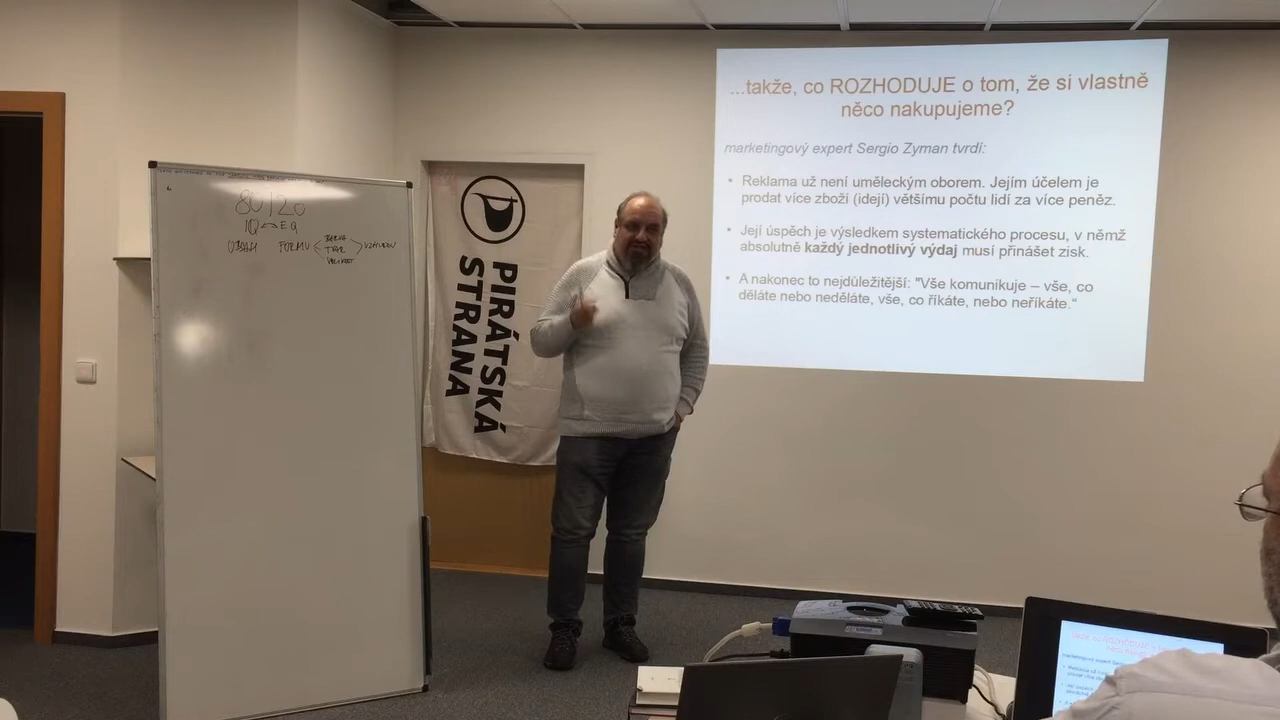 80/20
IQ EQ
OBSAH FORMU BARVA
TVAR
VELIKOST
PIRÁTSKÁ
STRANA
...takže, co ROZHODUJE o tom, že si vlastně
něco nakupujeme?
marketingový expert Sergio Zyman tvrdí:
• Reklama už není uměleckým oborem. Jejím účelem je
prodat více zboží (idejí) většímu počtu lidí za více peněz.
• Její úspěch je výsledkem systematického procesu, v němž
absolutně každý jednotlivý výdaj musí přinášet zisk.
• A nakonec to nejdůležitější: "Vše komunikuje – vše, co
děláte nebo neděláte, vše, co říkáte, nebo neříkáte."